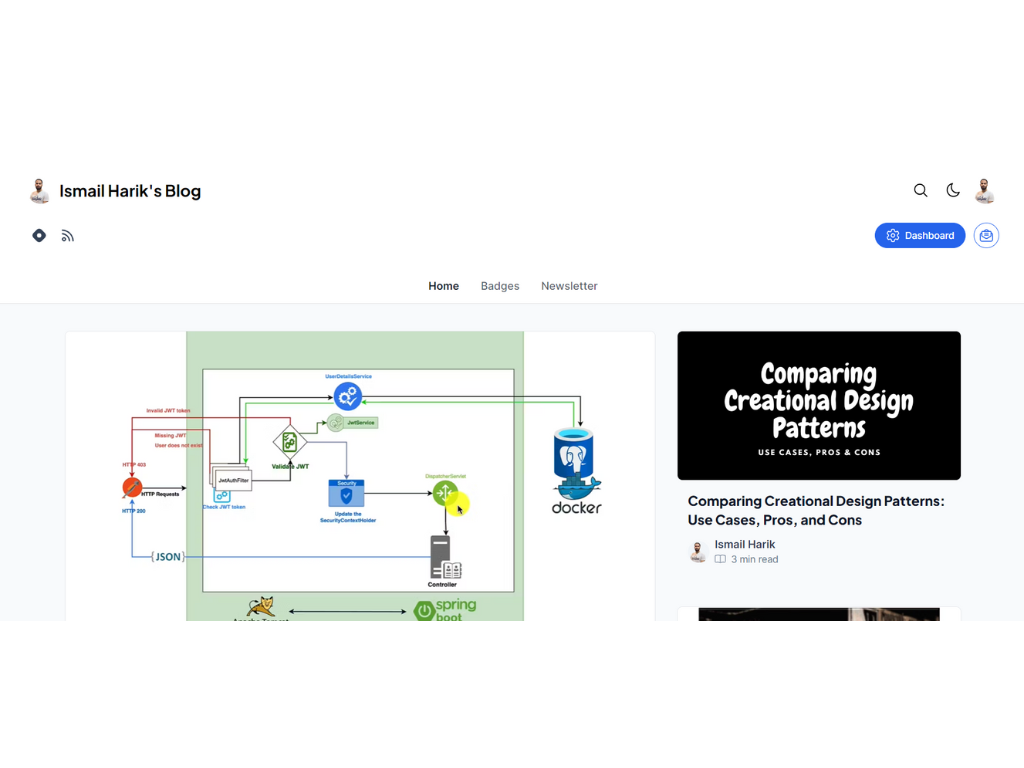 Ismail Harik's Blog
Dashboard
Home
Badges
Newsletter
UserDetailsService
Invalid JWT token
JwtService
Missing JWT
User does not exist
Validate JWT
HTTP 403
JwtAuthFilter
HTTP Requests
Check JWT token
HTTP 200
Security
Update the
SecurityContextHolder
DispatcherServlet
docker
{JSON}
Controller
spring
boot
Apache Tomcat
Comparing
Creational Design
Patterns
USE CASES, PROS & CONS
Comparing Creational Design Patterns:
Use Cases, Pros, and Cons
Ismail Harik
3 min read